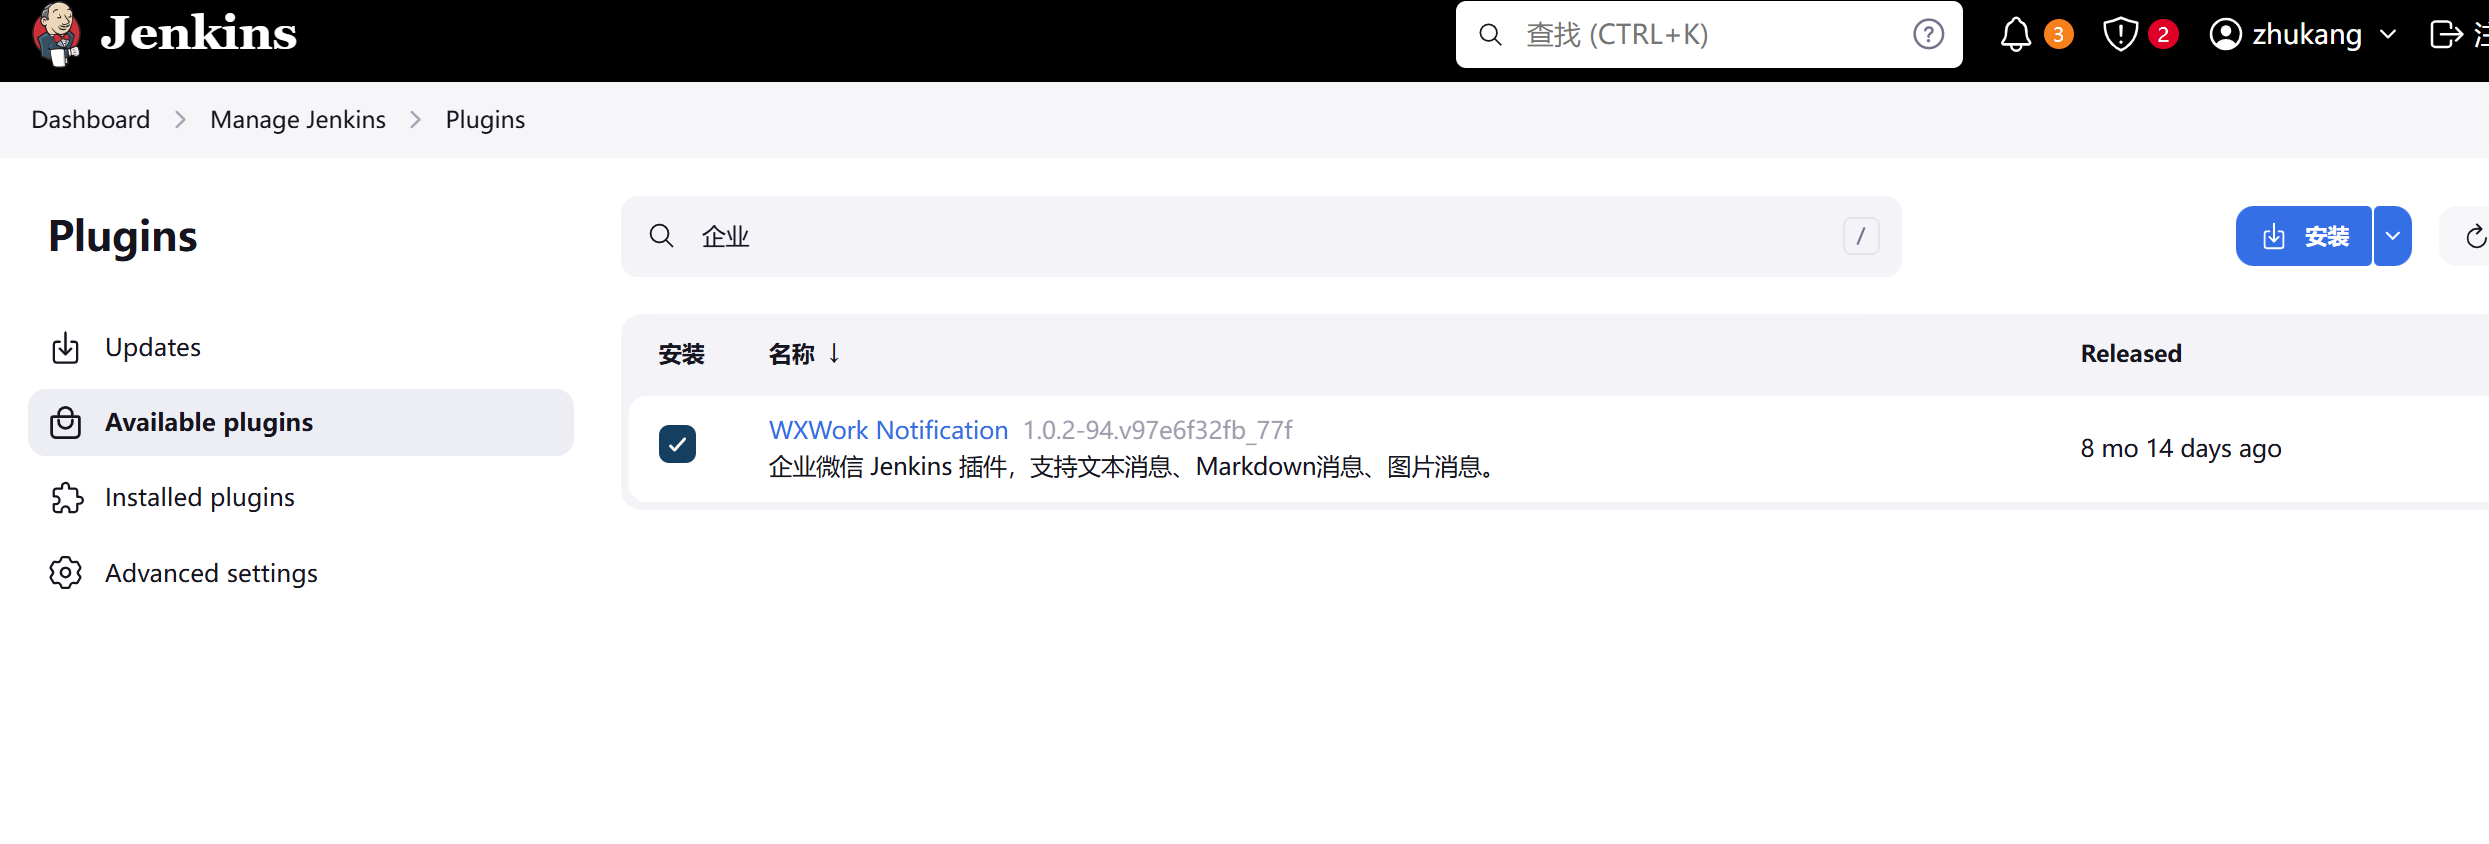 Jenkins
查找 (CTRL+K)
3
2
zhukang
Dashboard
Manage Jenkins
Plugins
Plugins
企业
/
安装
Updates
Available plugins
Installed plugins
Advanced settings
安装
名称 ↓
Released
WXWork Notification 1.0.2-94.v97e6f32fb_77f
企业微信 Jenkins 插件，支持文本消息、Markdown消息、图片消息。
8 mo 14 days ago